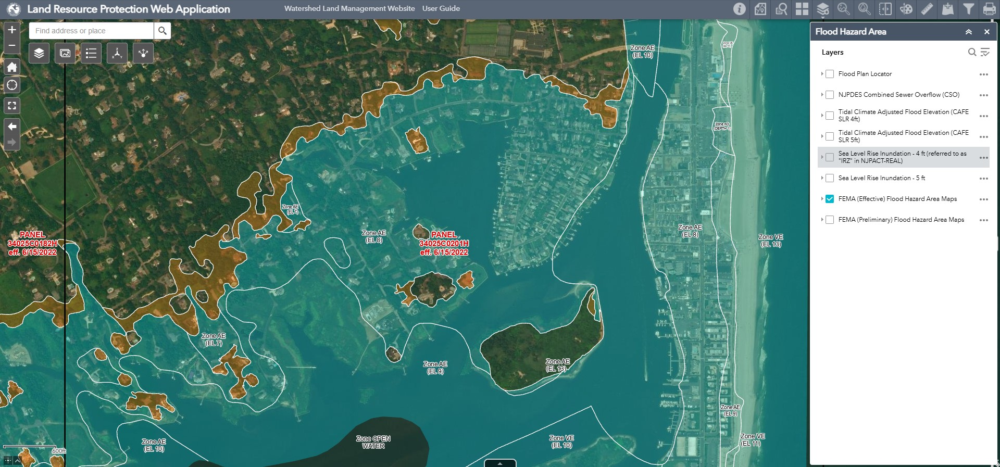 Land Resource Protection Web Application
Watershed Land Management Website
User Guide
Find address or place
Flood Hazard Area
Layers
Flood Plan Locator
NJPDES Combined Sewer Overflow (CSO)
Tidal Climate Adjusted Flood Elevation (CAFE
SLR 4ft)
Tidal Climate Adjusted Flood Elevation (CAFE
SLR 5ft)
Sea Level Rise Inundation - 4 ft (referred to as
"IRZ" in NJPACT-REAL)
Sea Level Rise Inundation - 5 ft
FEMA (Effective) Flood Hazard Area Maps
FEMA (Preliminary) Flood Hazard Area Maps
Zone AE
(EL 10)
Zone AO
(DEPTH
Zone AE
(EL 7)
Zone AE
(EL 8)
PANEL
34025C0182H
eff. 6/15/2022
PANEL
34025C0201H
eff. 6/15/2022
Zone AE
(EL 8)
Zone VE
(EL 13)
Zone AE
(EL 7)
Zone AE
(EL 9)
Zone AE
(EL 13)
Zone AE
(EL 9)
Zone AE
(EL 10)
Zone OPEN
WATER
Zone VE
(EL 10)
Zone VE
(EL 11)
600ft
X
Y
Z